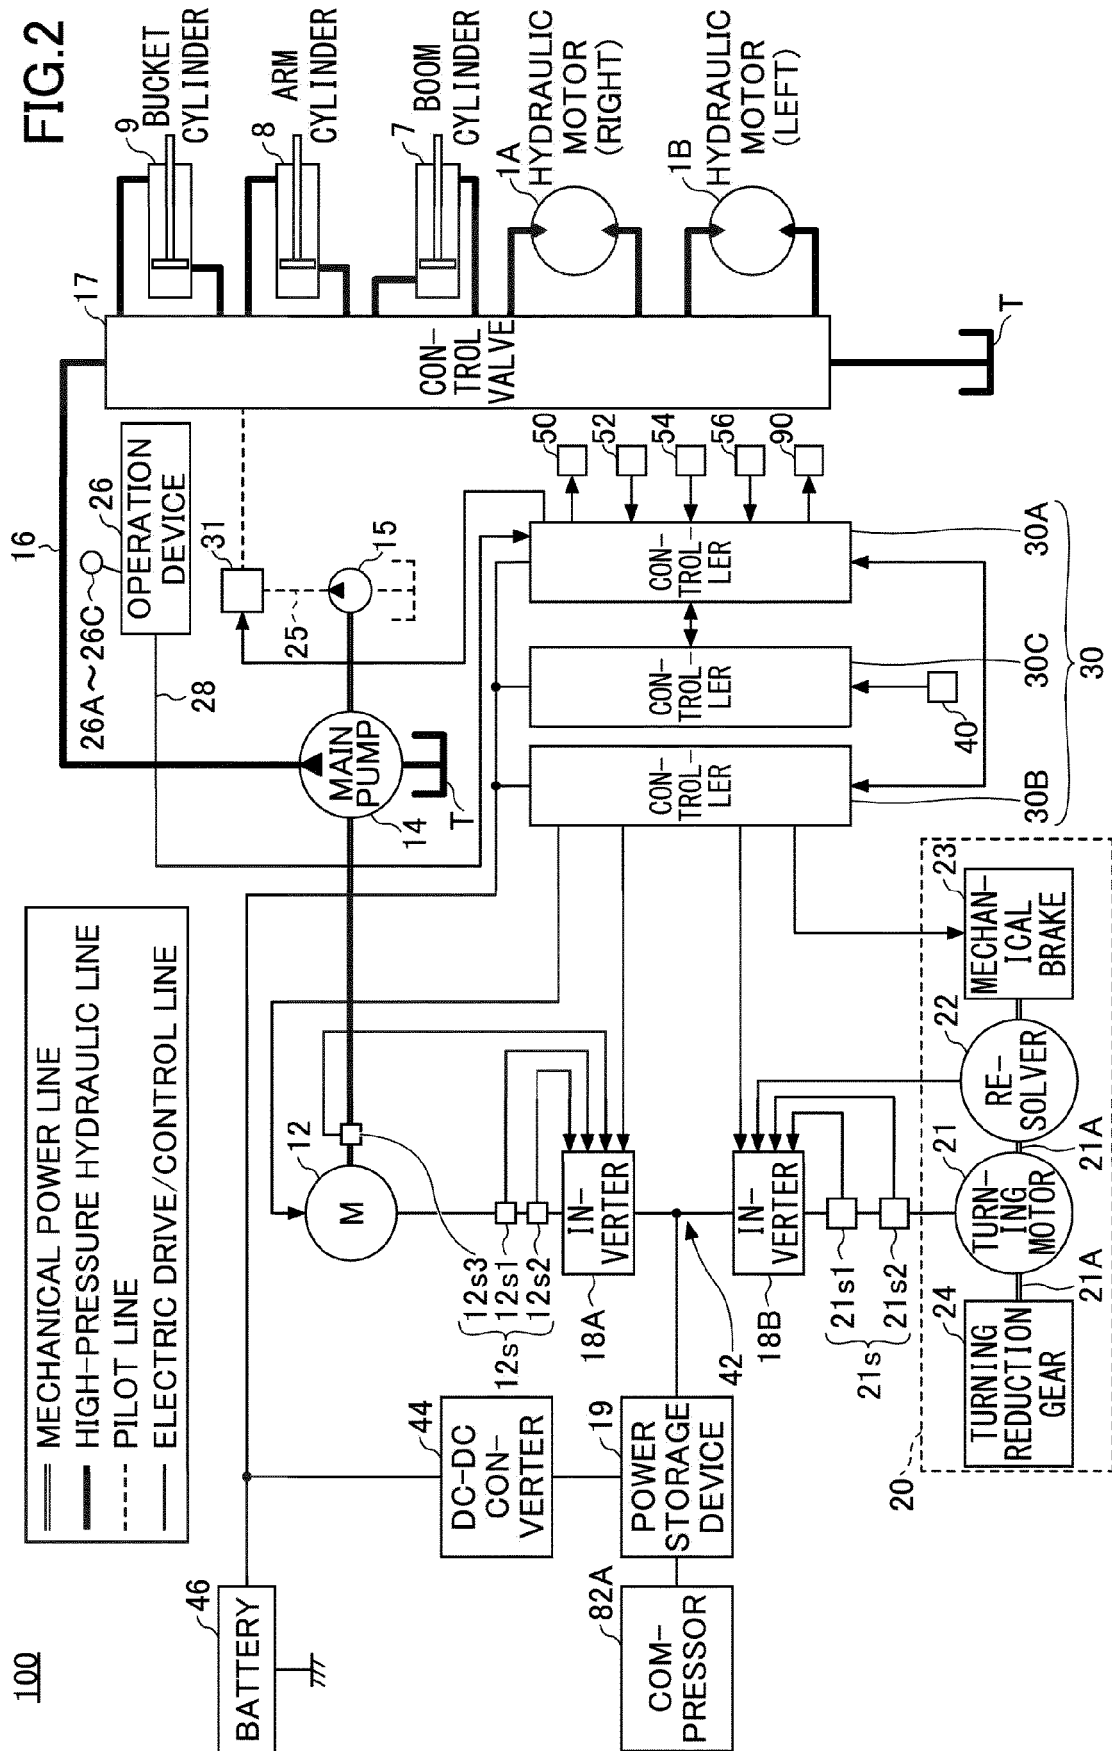 FIG.2
100
MECHANICAL POWER LINE
HIGH-PRESSURE HYDRAULIC LINE
PILOT LINE
ELECTRIC DRIVE/CONTROL LINE
16
26A～26C
26
OPERATION
DEVICE
28
17
CON-
TROL
VALVE
9
BUCKET
CYLINDER
8
ARM
CYLINDER
7
BOOM
CYLINDER
1A
HYDRAULIC
MOTOR
(RIGHT)
1B
HYDRAULIC
MOTOR
(LEFT)
T
31
25
15
MAIN
PUMP
14
T
46
BATTERY
12
M
12s3
12s1
12s2
12s
44
DC-DC
CON-
VERTER
82A
COM-
PRESSOR
19
POWER
STORAGE
DEVICE
IN-
VERTER
18A
42
IN-
VERTER
18B
21s1
21s2
21s
50
52
54
56
90
CON-
TROL-
LER
30A
CON-
TROL-
LER
30C
CON-
TROL-
LER
30B
30
40
20
24
TURNING
REDUCTION
GEAR
21A
21
TURN-
ING
MOTOR
21A
22
RE-
SOLVER
23
MECHAN-
ICAL
BRAKE